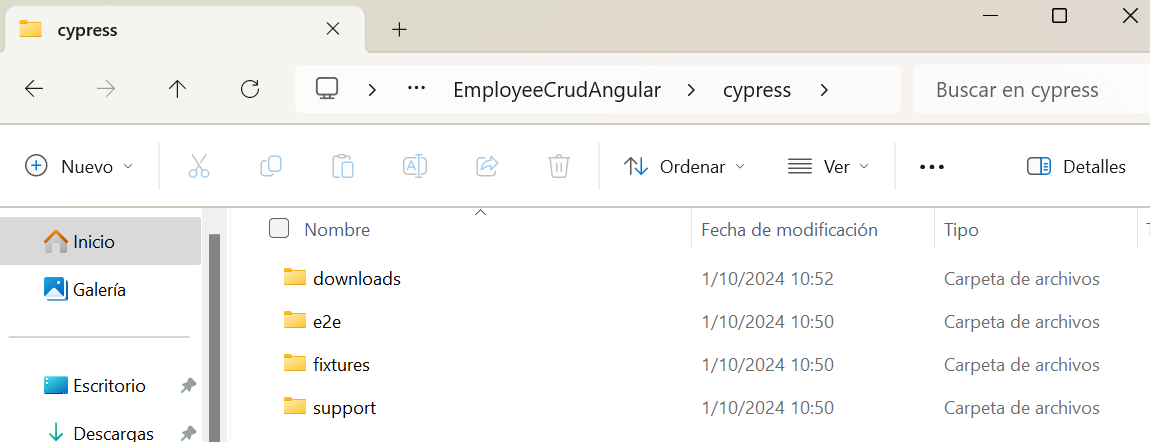 cypress
EmployeeCrudAngular cypress Buscar en cypress
Nuevo Ordenar Ver Detalles
Inicio
Galería
Escritorio
Descargas
Nombre Fecha de modificación Tipo
downloads 1/10/2024 10:52 Carpeta de archivos
e2e 1/10/2024 10:50 Carpeta de archivos
fixtures 1/10/2024 10:50 Carpeta de archivos
support 1/10/2024 10:50 Carpeta de archivos